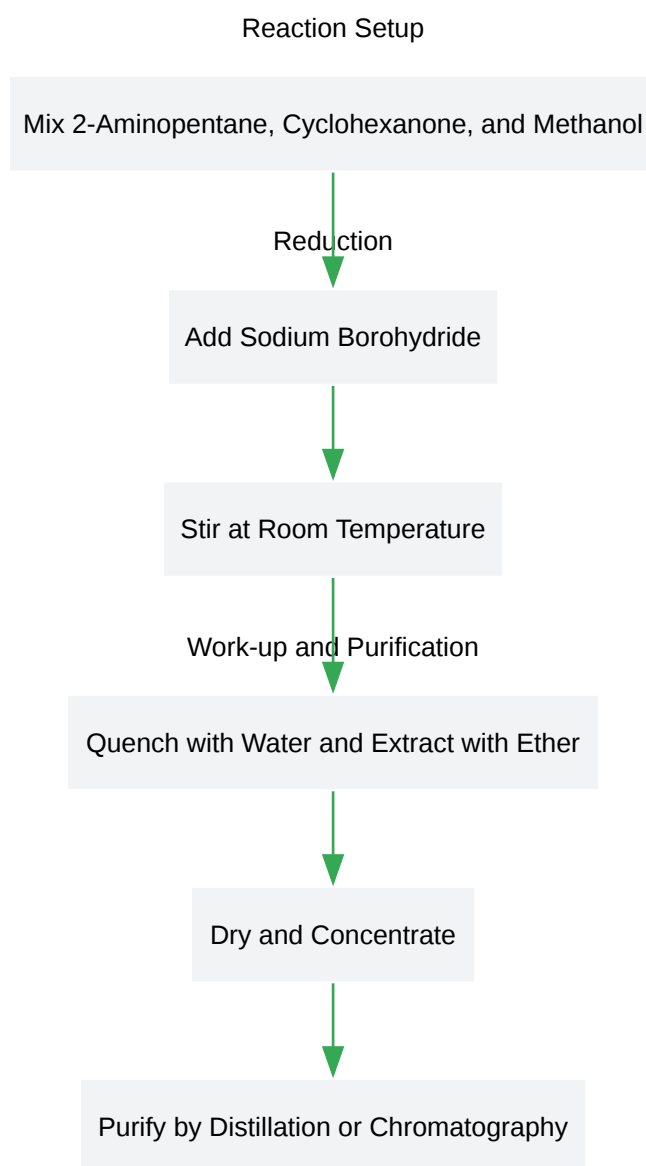 Reaction Setup
Mix 2-Aminopentane, Cyclohexanone, and Methanol
Reduction
Add Sodium Borohydride
Stir at Room Temperature
Work-up and Purification
Quench with Water and Extract with Ether
Dry and Concentrate
Purify by Distillation or Chromatography